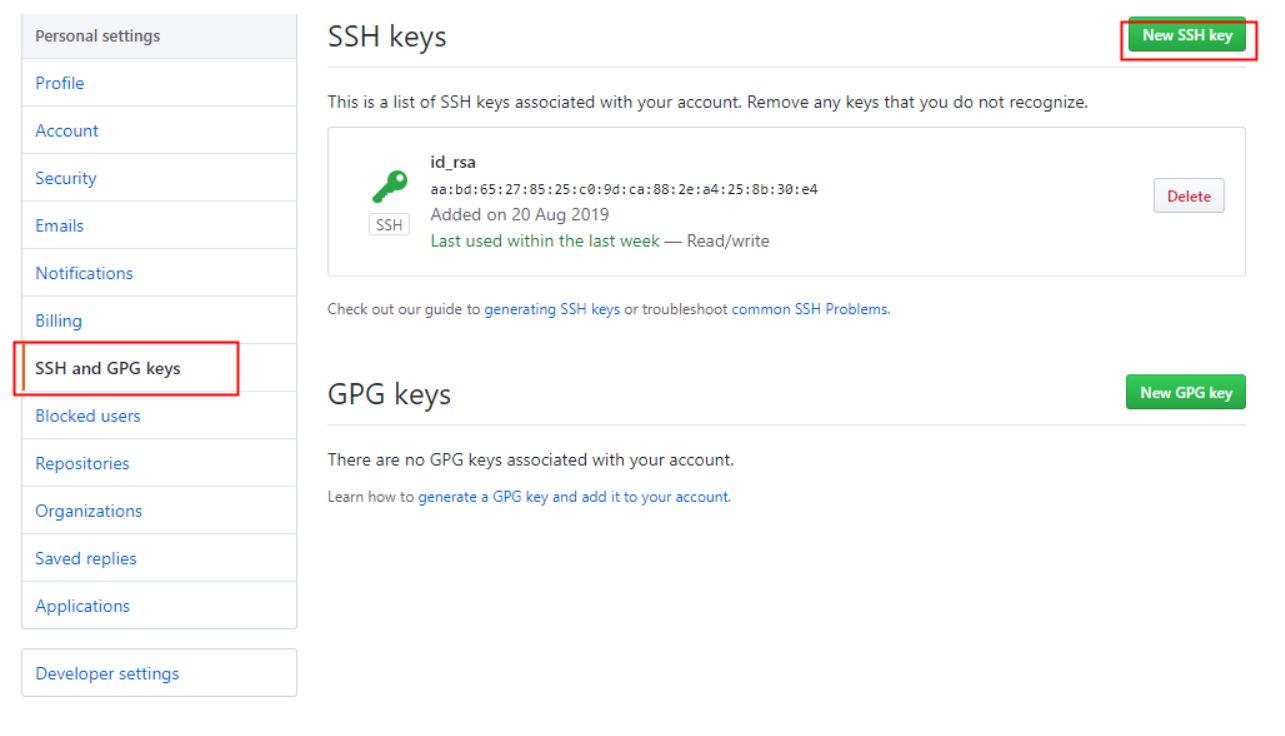 Personal settings
Profile
Account
Security
Emails
Notifications
Billing
SSH and GPG keys
Blocked users
Repositories
Organizations
Saved replies
Applications
Developer settings
SSH keys
New SSH key
This is a list of SSH keys associated with your account. Remove any keys that you do not recognize.
id_rsa
aa:bd:65:27:85:25:c0:9d:ca:88:2e:a4:25:8b:30:e4
SSH
Added on 20 Aug 2019
Last used within the last week — Read/write
Delete
Check out our guide to generating SSH keys or troubleshoot common SSH Problems.
GPG keys
New GPG key
There are no GPG keys associated with your account.
Learn how to generate a GPG key and add it to your account.